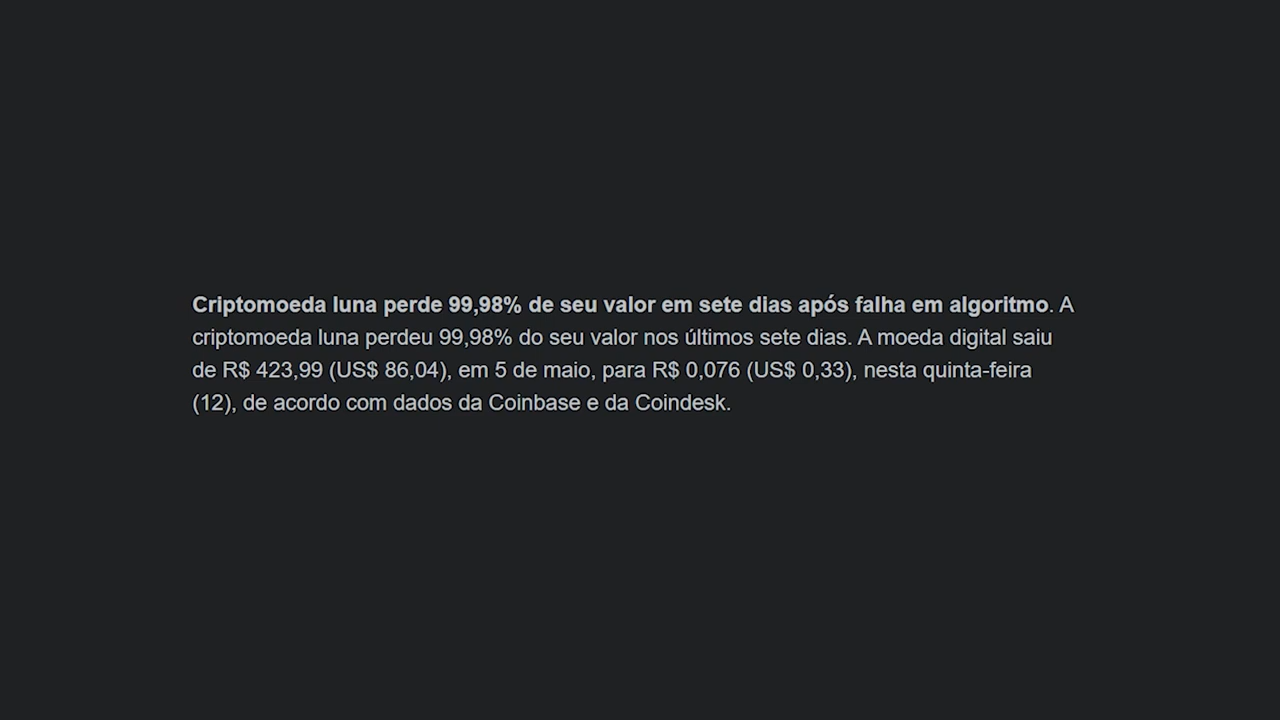 Criptomoeda luna perde 99,98% de seu valor em sete dias após falha em algoritmo. A
criptomoeda luna perdeu 99,98% do seu valor nos últimos sete dias. A moeda digital saiu
de R$ 423,99 (US$ 86,04), em 5 de maio, para R$ 0,076 (US$ 0,33), nesta quinta-feira
(12), de acordo com dados da Coinbase e da Coindesk.